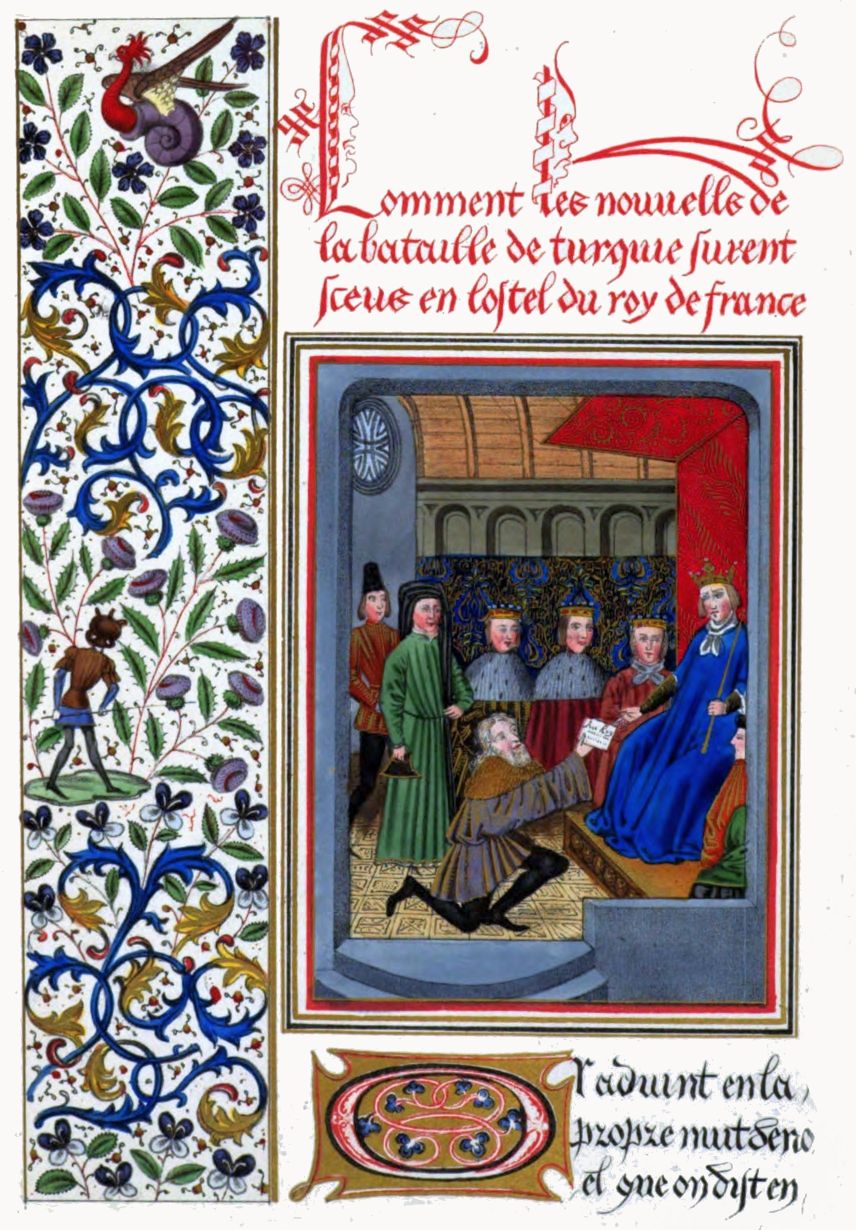 Comment les nouuelles de
la bataille de turquie furent
sceues en lostel du roy de france
Or aduint en la
propre nuit de no
el que on dist en